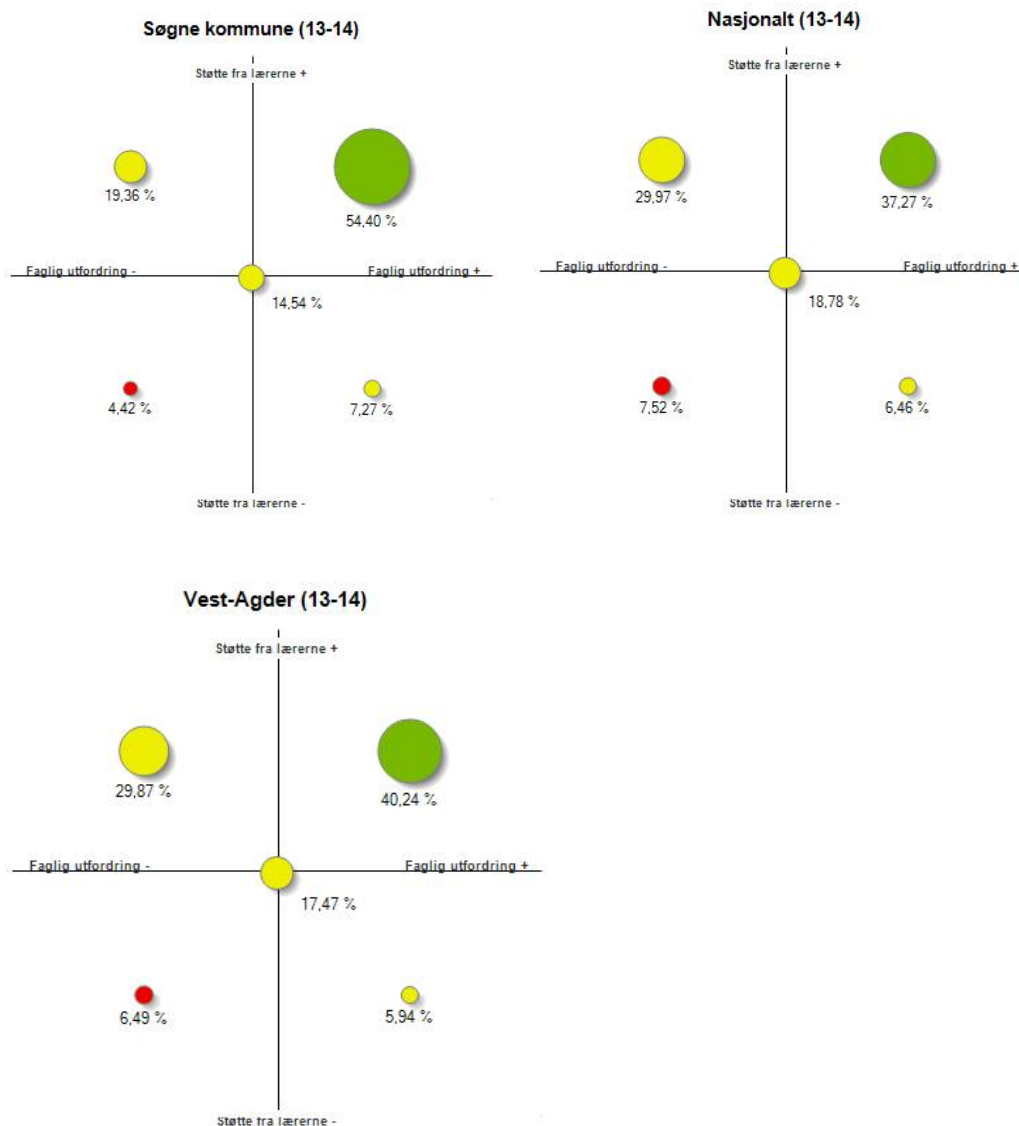 Søgne kommune (13-14)
Støtte fra lærerne +
19,36 %
54,40 %
Faglig utfordring -
Faglig utfordring +
14,54 %
4,42 %
7,27 %
Støtte fra lærerne -
Nasjonalt (13-14)
Støtte fra lærerne +
29,97 %
37,27 %
Faglig utfordring -
Faglig utfordring +
18,78 %
7,52 %
6,46 %
Støtte fra lærerne -
Vest-Agder (13-14)
Støtte fra lærerne +
29,87 %
40,24 %
Faglig utfordring -
Faglig utfordring +
17,47 %
6,49 %
5,94 %
Støtte fra lærerne -